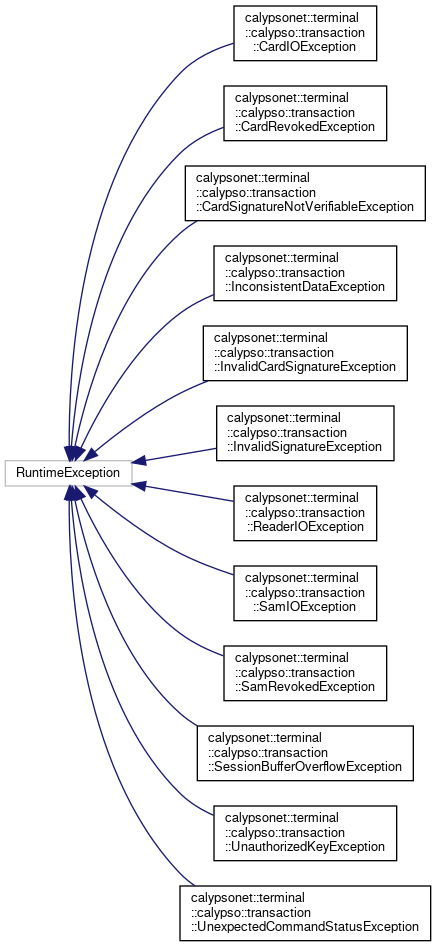 calypsonet::terminal
::calypso::transaction
::CardIOException
calypsonet::terminal
::calypso::transaction
::CardRevokedException
calypsonet::terminal
::calypso::transaction
::CardSignatureNotVerifiableException
calypsonet::terminal
::calypso::transaction
::InconsistentDataException
calypsonet::terminal
::calypso::transaction
::InvalidCardSignatureException
calypsonet::terminal
::calypso::transaction
::InvalidSignatureException
RuntimeException
calypsonet::terminal
::calypso::transaction
::ReaderIOException
calypsonet::terminal
::calypso::transaction
::SamIOException
calypsonet::terminal
::calypso::transaction
::SamRevokedException
calypsonet::terminal
::calypso::transaction
::SessionBufferOverflowException
calypsonet::terminal
::calypso::transaction
::UnauthorizedKeyException
calypsonet::terminal
::calypso::transaction
::UnexpectedCommandStatusException